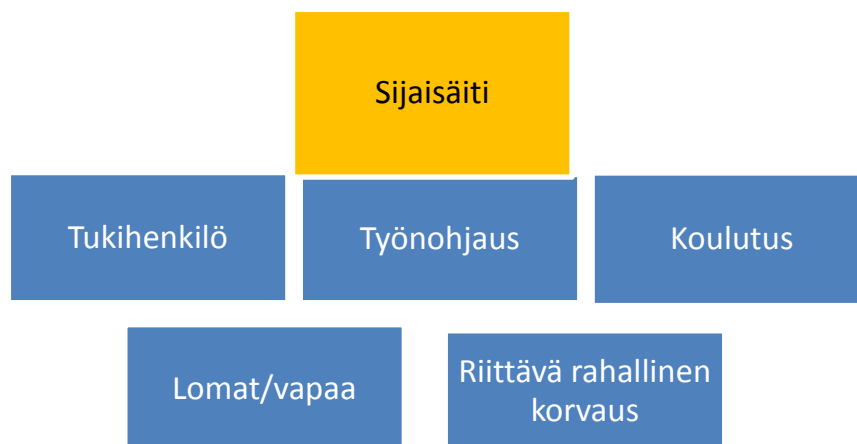 Sijaisäiti
Tukihenkilö
Työnohjaus
Koulutus
Lomat/vapaa
Riittävä rahallinen
korvaus